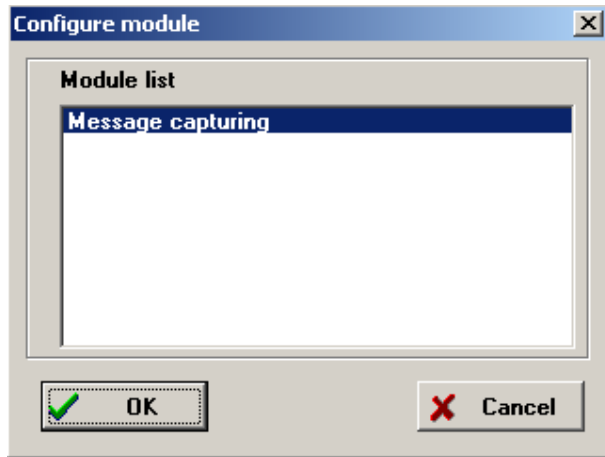 Configure module
Module list
Message capturing
OK
Cancel